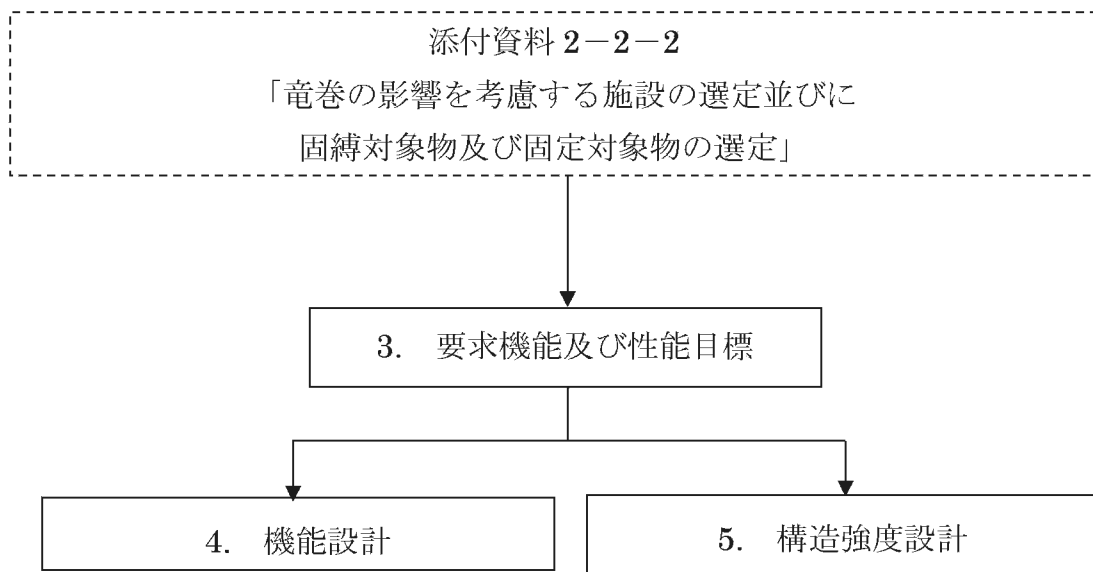 添付資料 2－2－2
「竜巻の影響を考慮する施設の選定並びに
固縛対象物及び固定対象物の選定」
3.　要求機能及び性能目標
4.　機能設計
5.　構造強度設計